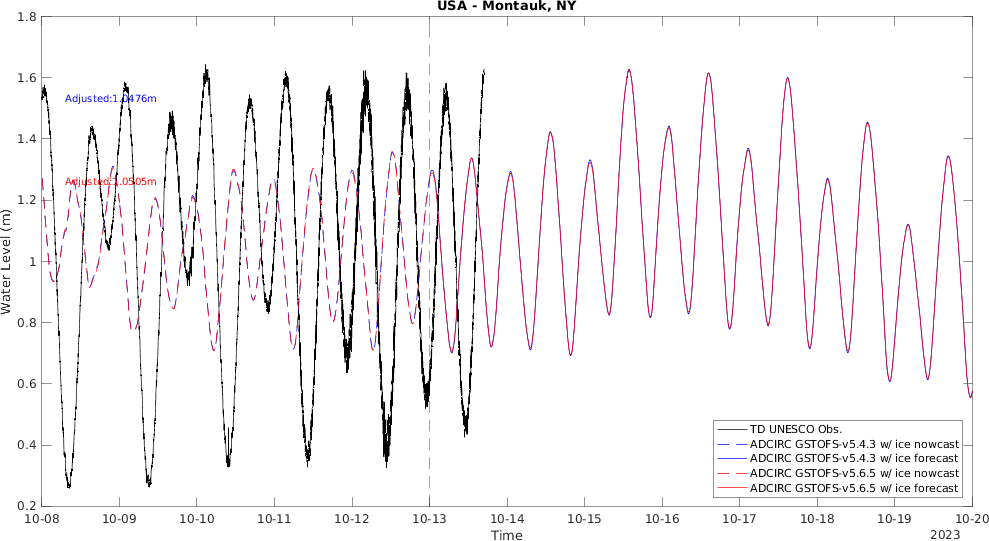 USA - Montauk, NY
1.8
1.6
1.4
1.2
1
0.8
0.6
0.4
0.2
Water Level (m)
Adjusted:1.0476m
Adjusted:1.0505m
TD UNESCO Obs.
ADCIRC GSTOFS-v5.4.3 w/ ice nowcast
ADCIRC GSTOFS-v5.4.3 w/ ice forecast
ADCIRC GSTOFS-v5.6.5 w/ ice nowcast
ADCIRC GSTOFS-v5.6.5 w/ ice forecast
10-08 10-09 10-10 10-11 10-12 10-13 10-14 10-15 10-16 10-17 10-18 10-19 10-20
Time
2023